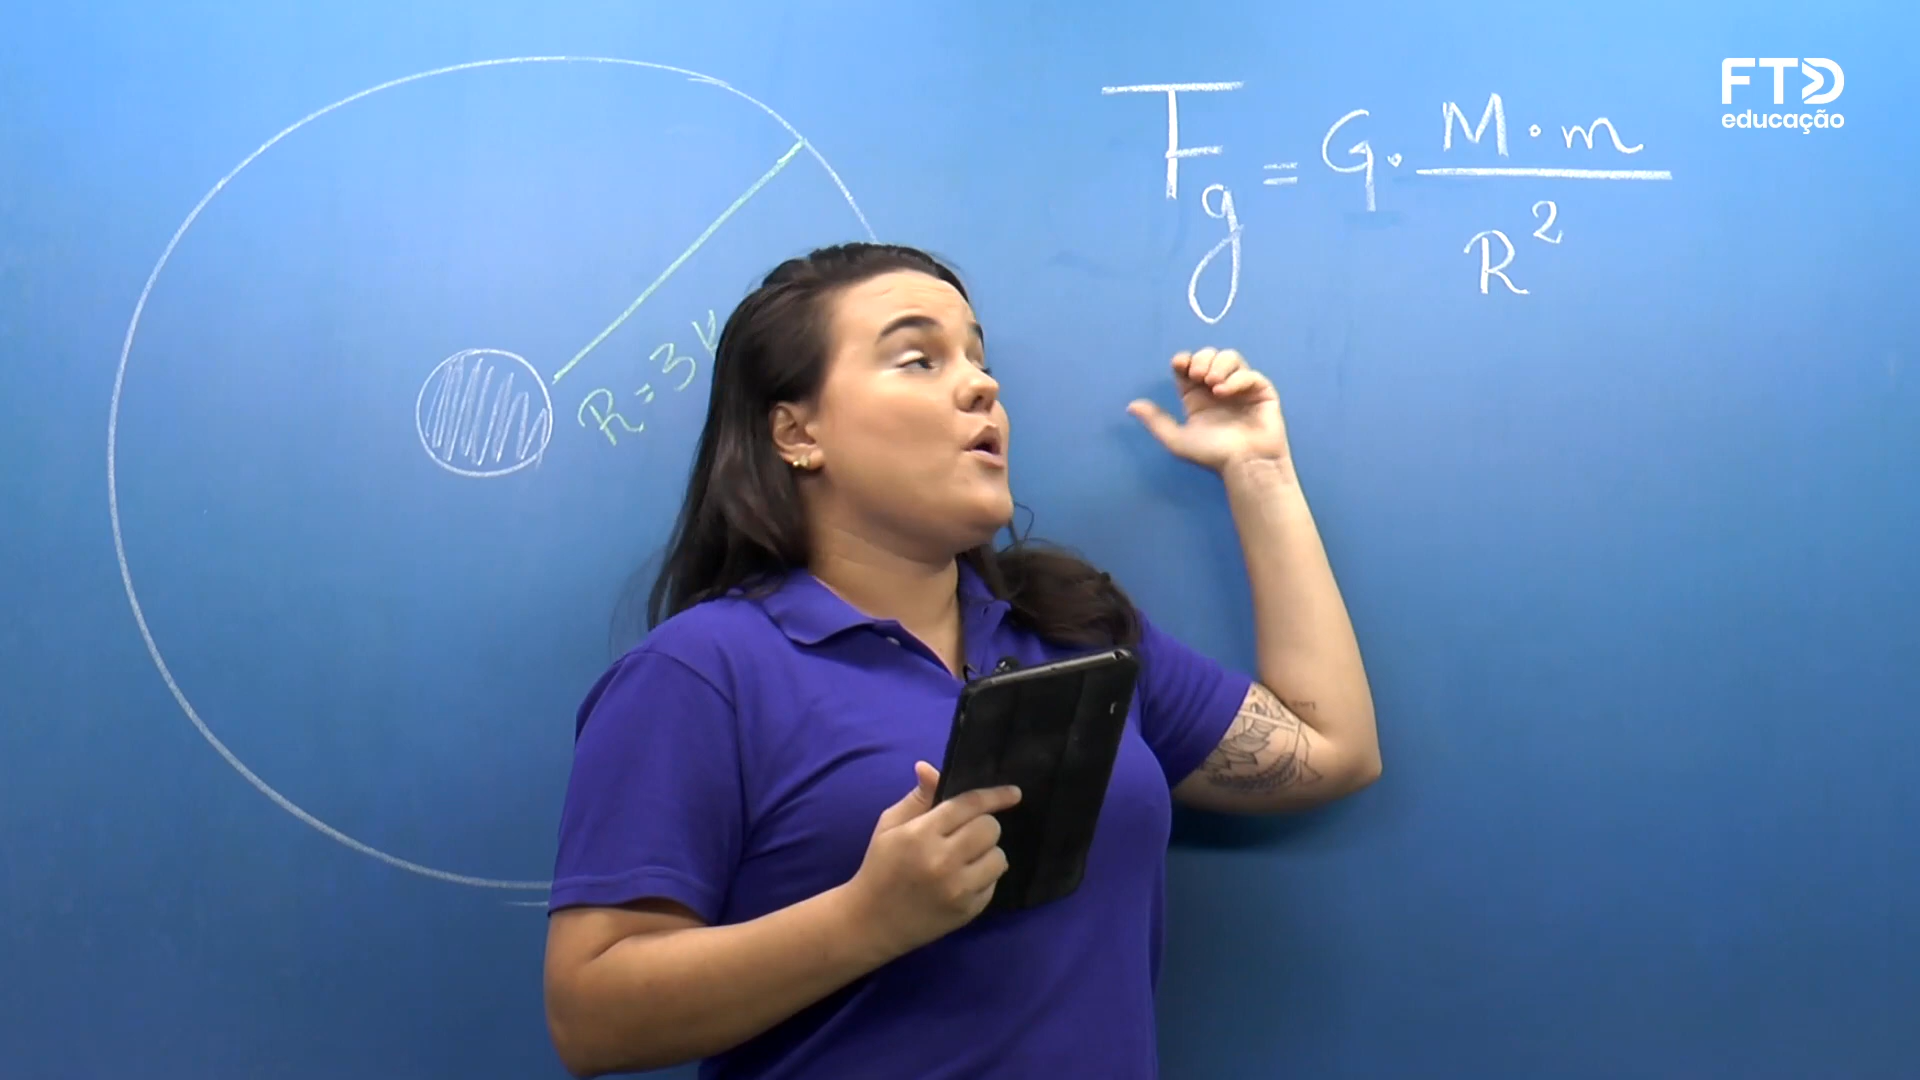 R = 3
Fg = G · M · m / R²
FTD
educação